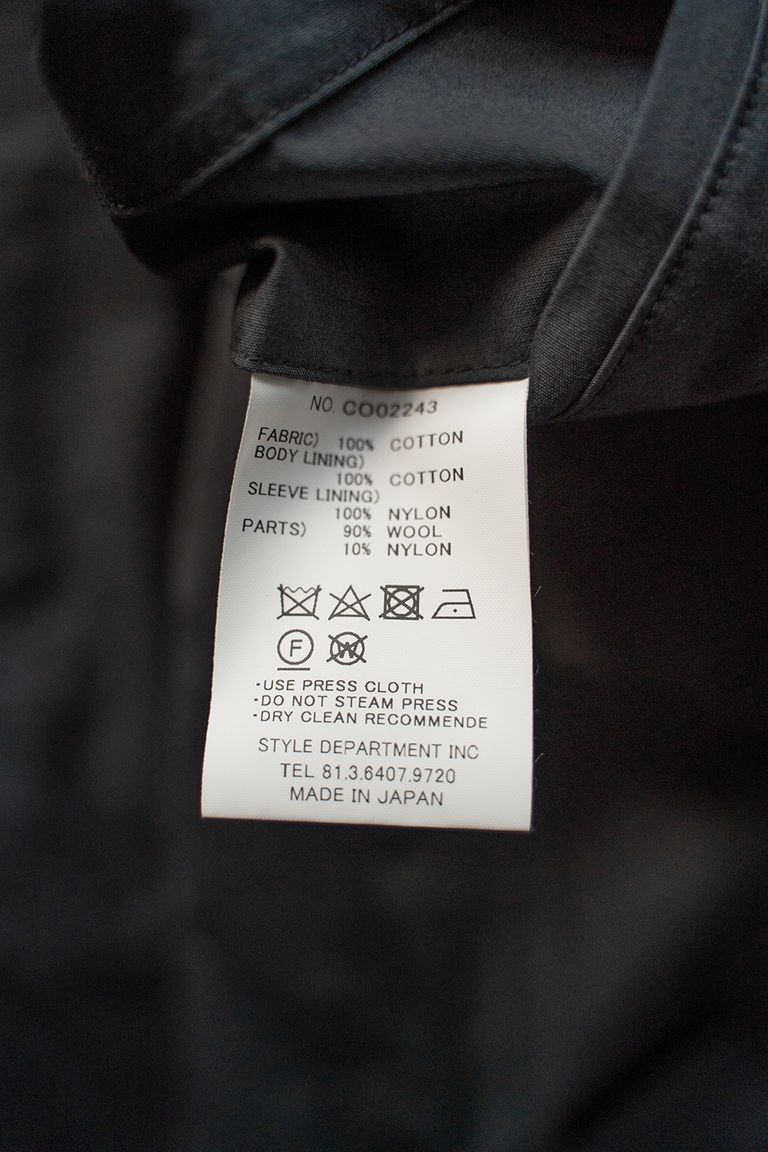 NO. CO02243
FABRIC) 100% COTTON
BODY LINING)
100% COTTON
SLEEVE LINING)
100% NYLON
PARTS) 90% WOOL
10% NYLON
F W
-USE PRESS CLOTH
-DO NOT STEAM PRESS
-DRY CLEAN RECOMMENDE
STYLE DEPARTMENT INC
TEL 81.3.6407.9720
MADE IN JAPAN